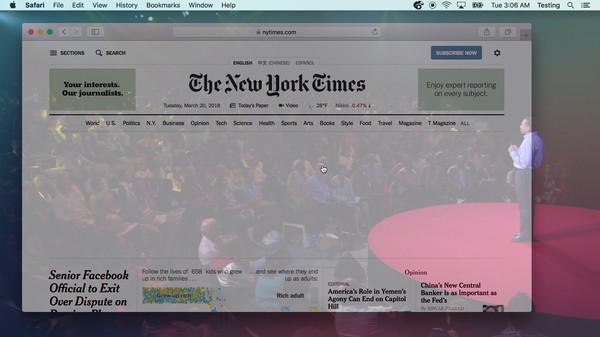 Safari File Edit View History Bookmarks Window Help Tue 3:06 AM Testing
nytimes.com
SECTIONS SEARCH SUBSCRIBE NOW
ENGLISH 中文 (CHINESE) ESPAÑOL
Your interests.
Our journalists.
The New York Times
Enjoy expert reporting
on every subject.
Tuesday, March 20, 2018 Today's Paper Video 28°F Nikkei -0.47%
World U.S. Politics N.Y. Business Opinion Tech Science Health Sports Arts Books Style Food Travel Magazine T Magazine ALL
Senior Facebook
Official to Exit
Over Dispute on
Follow the lives of 658 kids who grew
up in rich families ...
...and see where they end
up as adults:
Grew up rich
Rich adult
EDITORIAL
America's Role in Yemen's
Agony Can End on Capitol
Hill
Opinion
China's New Central
Banker Is as Important as
the Fed's